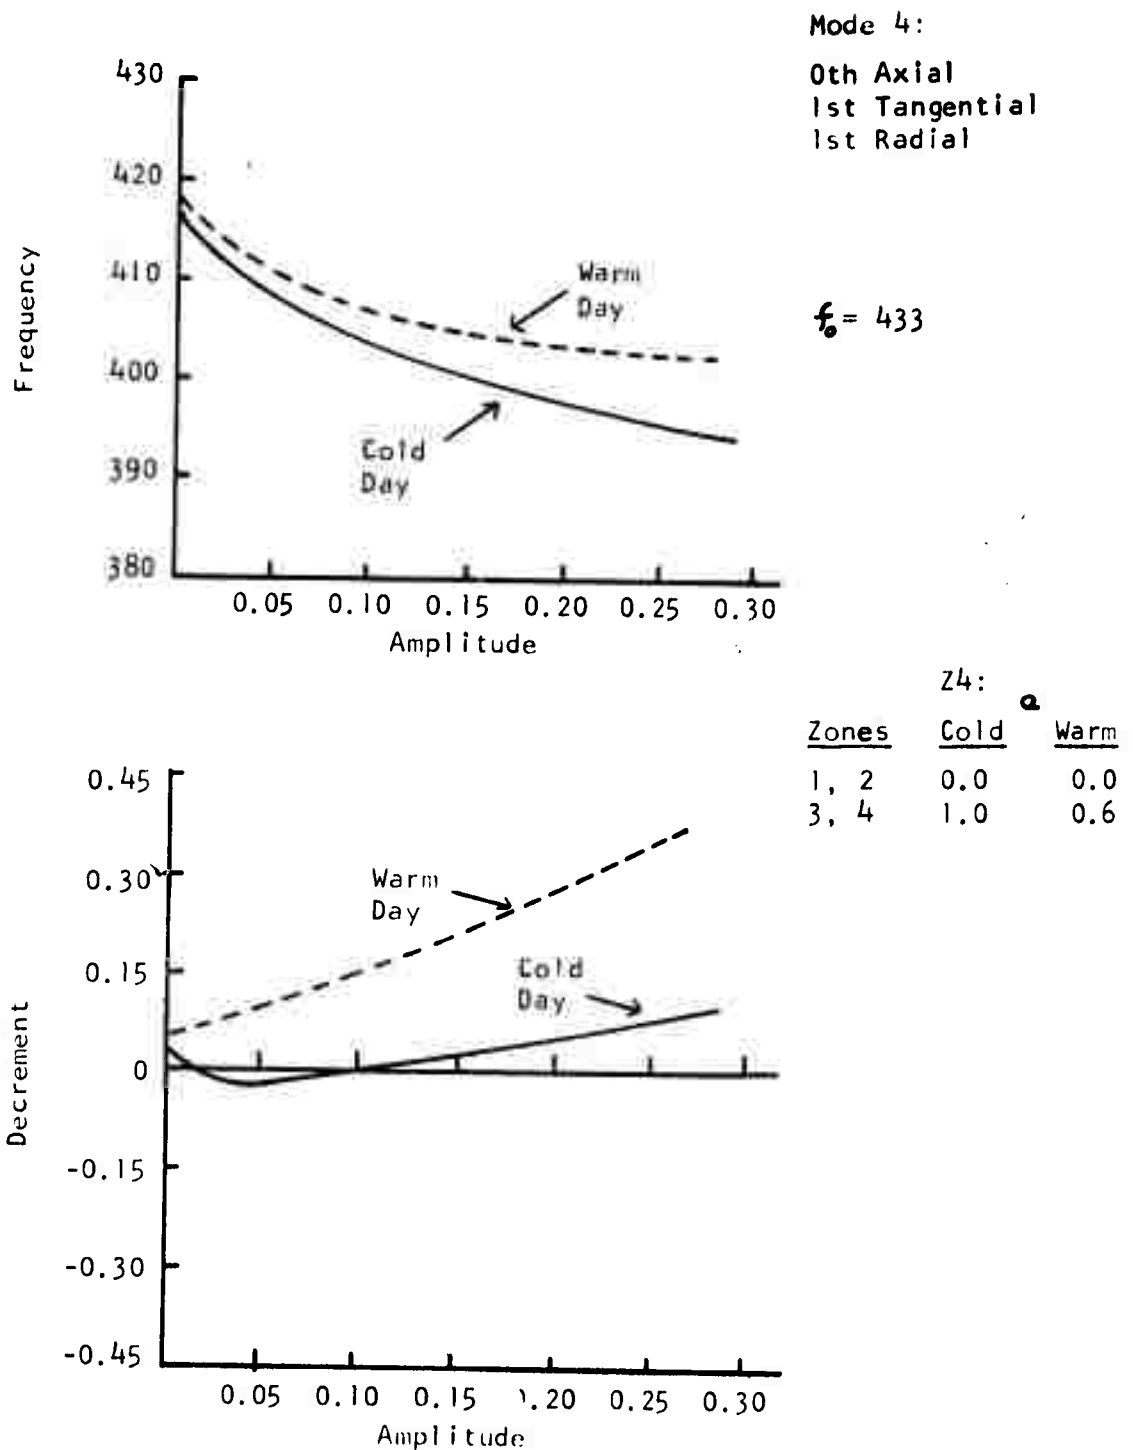 Mode 4:
0th Axial
1st Tangential
1st Radial
430
420
410
400
390
380
Frequency
Warm
Day
Cold
Day
f₀ = 433
0.05 0.10 0.15 0.20 0.25 0.30
Amplitude
Z4:
a
Zones Cold Warm
1, 2 0.0 0.0
3, 4 1.0 0.6
0.45
0.30
0.15
0
-0.15
-0.30
-0.45
Decrement
Warm
Day
Cold
Day
0.05 0.10 0.15 .20 0.25 0.30
Amplitude